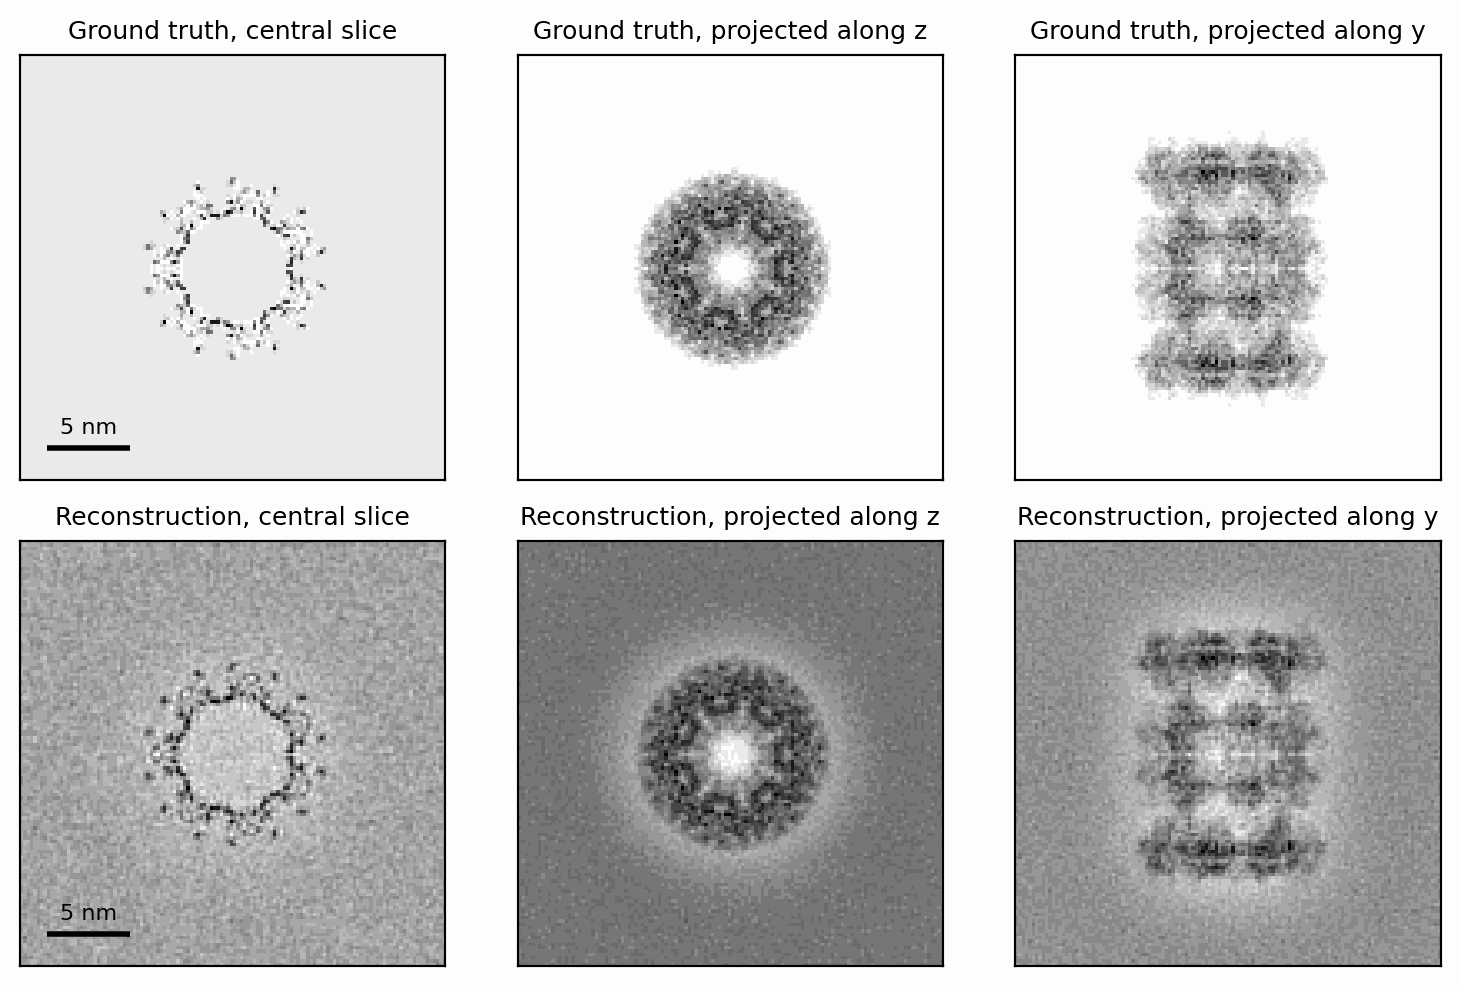 Ground truth, central slice
Ground truth, projected along z
Ground truth, projected along y
5 nm
Reconstruction, central slice
Reconstruction, projected along z
Reconstruction, projected along y
5 nm